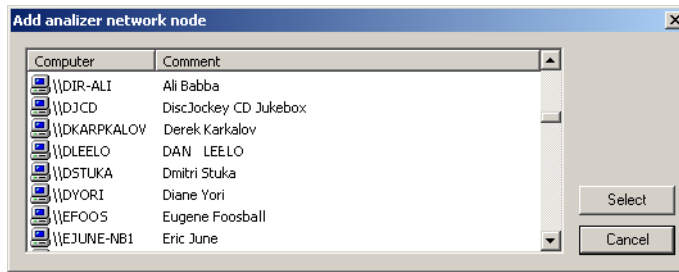 Add analizer network node
Computer Comment
\\DIR-ALI Ali Babba
\\DJCD DiscJockey CD Jukebox
\\DKARPKALOV Derek Karkalov
\\DLEELO DAN LEELO
\\DSTUKA Dmitri Stuka
\\DYORI Diane Yori
\\EFOOS Eugene Foosball
\\EJUNE-NB1 Eric June
Select
Cancel